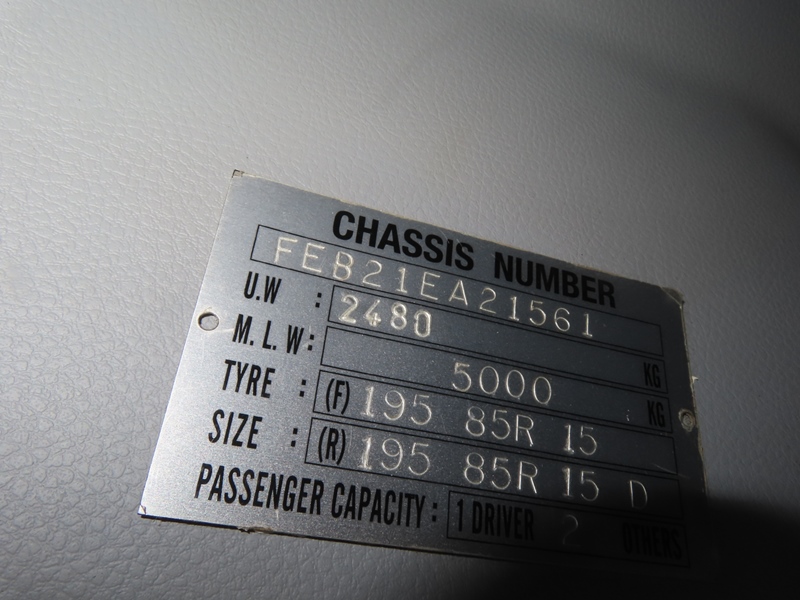 CHASSIS NUMBER
FEB21EA21561
U.W : 2480 KG
M.L.W: 5000 KG
TYRE : (F) 195 85R 15
SIZE : (R) 195 85R 15 D
PASSENGER CAPACITY: 1 DRIVER 2 OTHERS